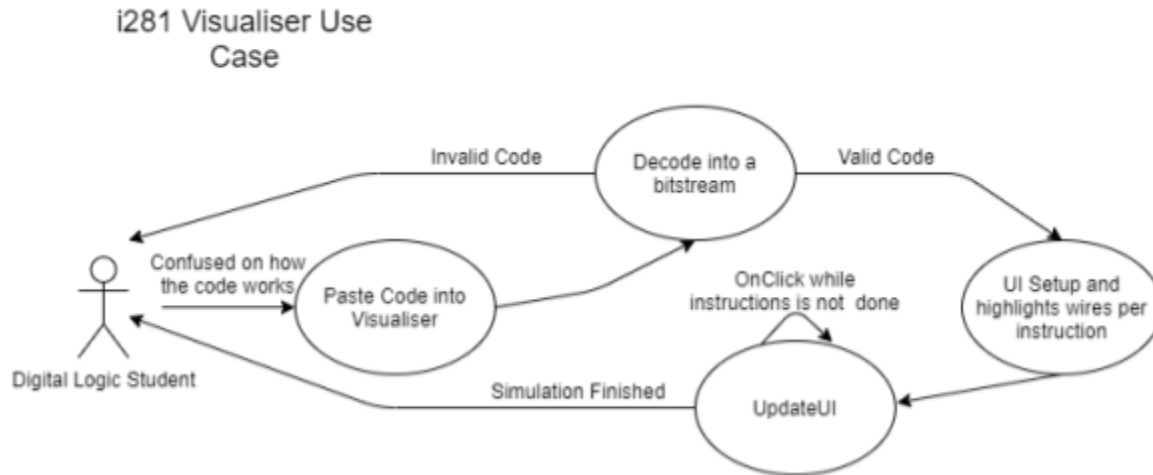 i281 Visualiser Use
Case
Invalid Code
Decode into a
bitstream
Valid Code
Confused on how
the code works
Paste Code into
Visualiser
OnClick while
instructions is not done
UI Setup and
highlights wires per
instruction
Digital Logic Student
Simulation Finished
UpdateUI